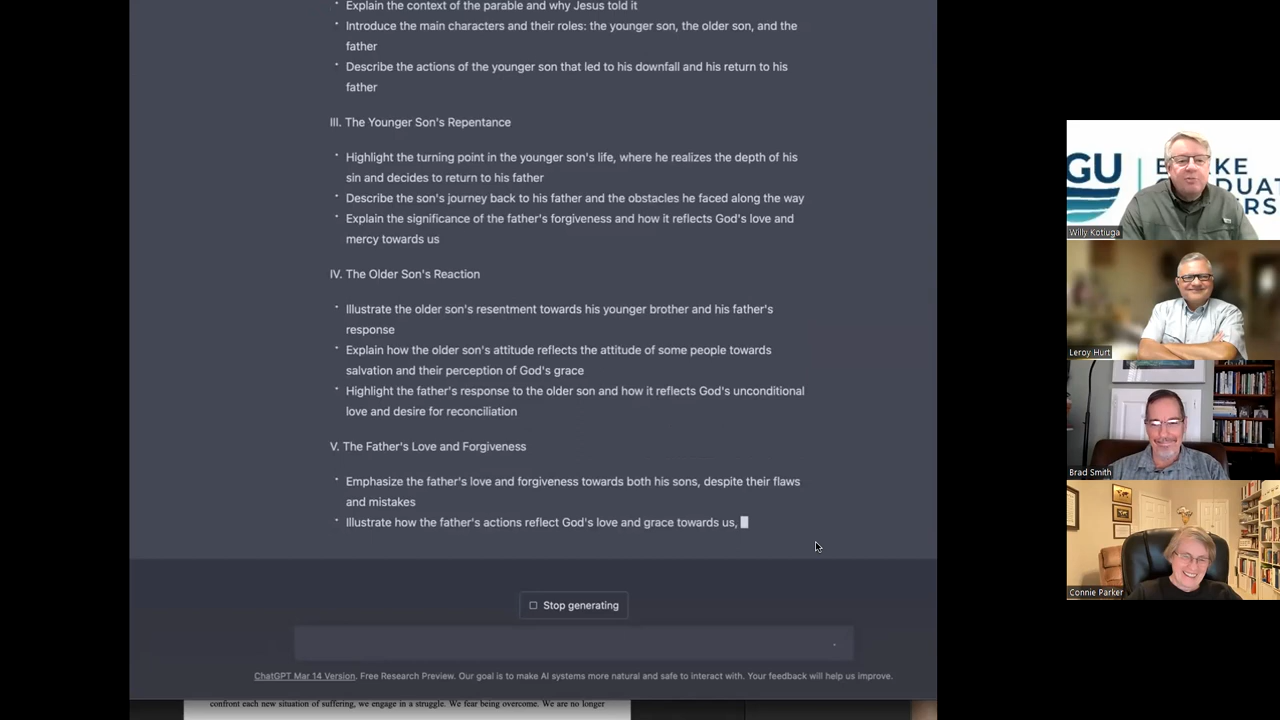 Explain the context of the parable and why Jesus told it
Introduce the main characters and their roles: the younger son, the older son, and the
father
Describe the actions of the younger son that led to his downfall and his return to his
father
III. The Younger Son's Repentance
Highlight the turning point in the younger son's life, where he realizes the depth of his
sin and decides to return to his father
Describe the son's journey back to his father and the obstacles he faced along the way
Explain the significance of the father's forgiveness and how it reflects God's love and
mercy towards us
IV. The Older Son's Reaction
Illustrate the older son's resentment towards his younger brother and his father's
response
Explain how the older son's attitude reflects the attitude of some people towards
salvation and their perception of God's grace
Highlight the father's response to the older son and how it reflects God's unconditional
love and desire for reconciliation
V. The Father's Love and Forgiveness
Emphasize the father's love and forgiveness towards both his sons, despite their flaws
and mistakes
Illustrate how the father's actions reflect God's love and grace towards us,
Stop generating
ChatGPT Mar 14 Version. Free Research Preview. Our goal is to make AI systems more natural and safe to interact with. Your feedback will help us improve.
confront each new situation of suffering, we engage in a struggle. We fear being overcome. We are no longer
GU
Willy Kotiuga
Leroy Hurt
Brad Smith
Connie Parker